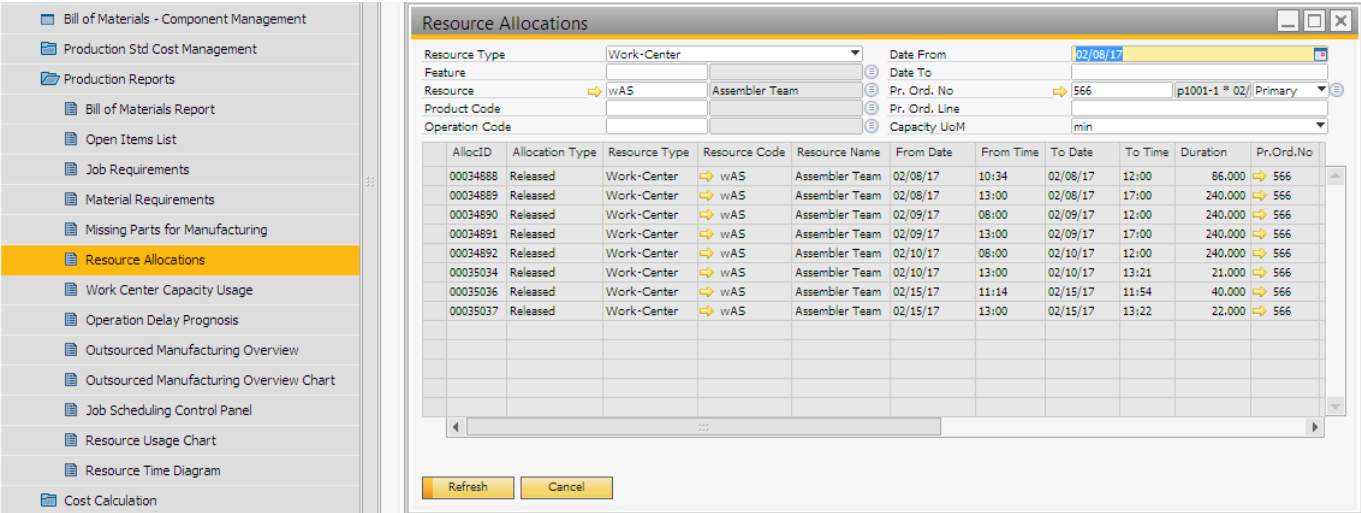 Bill of Materials - Component Management
Production Std Cost Management
Production Reports
Bill of Materials Report
Open Items List
Job Requirements
Material Requirements
Missing Parts for Manufacturing
Resource Allocations
Work Center Capacity Usage
Operation Delay Prognosis
Outsourced Manufacturing Overview
Outsourced Manufacturing Overview Chart
Job Scheduling Control Panel
Resource Usage Chart
Resource Time Diagram
Cost Calculation
Resource Allocations
Resource Type Work-Center Date From 02/08/17
Feature Date To
Resource wAS Assembler Team Pr. Ord. No 566 p1001-1 * 02/ Primary
Product Code Pr. Ord. Line
Operation Code Capacity UoM min
AllocID Allocation Type Resource Type Resource Code Resource Name From Date From Time To Date To Time Duration Pr.Ord.No
00034888 Released Work-Center wAS Assembler Team 02/08/17 10:34 02/08/17 12:00 86.000 566
00034889 Released Work-Center wAS Assembler Team 02/08/17 13:00 02/08/17 17:00 240.000 566
00034890 Released Work-Center wAS Assembler Team 02/09/17 08:00 02/09/17 12:00 240.000 566
00034891 Released Work-Center wAS Assembler Team 02/09/17 13:00 02/09/17 17:00 240.000 566
00034892 Released Work-Center wAS Assembler Team 02/10/17 08:00 02/10/17 12:00 240.000 566
00035034 Released Work-Center wAS Assembler Team 02/10/17 13:00 02/10/17 13:21 21.000 566
00035036 Released Work-Center wAS Assembler Team 02/15/17 11:14 02/15/17 11:54 40.000 566
00035037 Released Work-Center wAS Assembler Team 02/15/17 13:00 02/15/17 13:22 22.000 566
Refresh Cancel